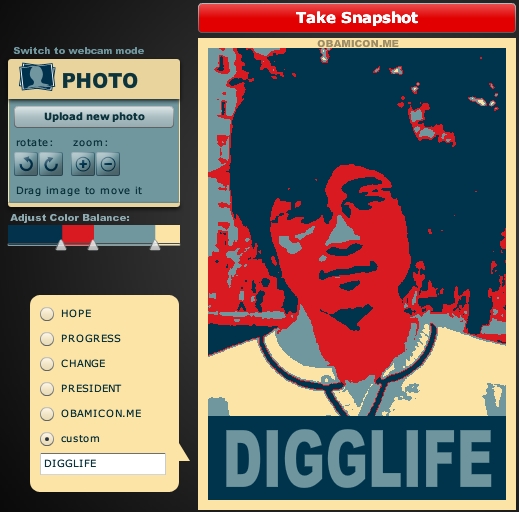 Take Snapshot
OBAMICON.ME
Switch to webcam mode
PHOTO
Upload new photo
rotate: zoom:
Drag image to move it
Adjust Color Balance:
HOPE
PROGRESS
CHANGE
PRESIDENT
OBAMICON.ME
custom
DIGGLIFE
DIGGLIFE